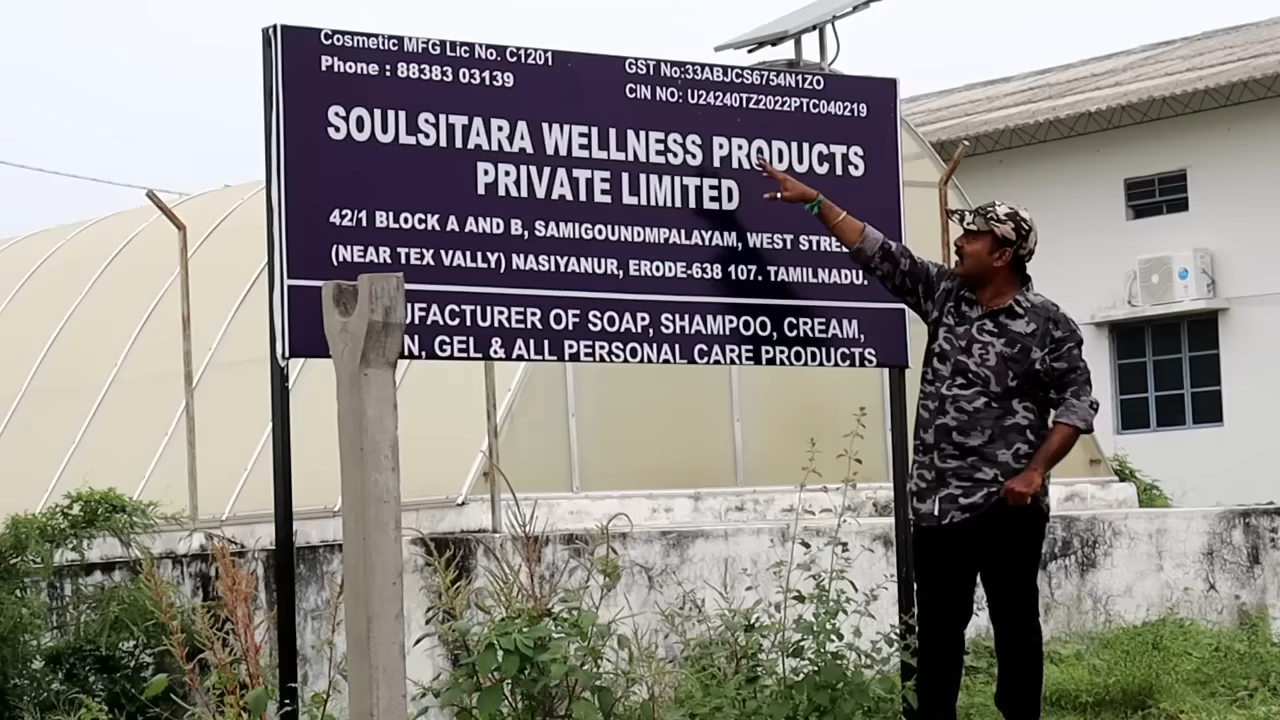 Cosmetic MFG Lic No. C1201
Phone : 88383 03139
GST No:33ABJCS6754N1ZO
CIN NO: U24240TZ2022PTC040219
SOULSITARA WELLNESS PRODUCTS
PRIVATE LIMITED
42/1 BLOCK A AND B, SAMIGOUNDMPALAYAM, WEST
(NEAR TEX VALLY) NASIYANUR, ERODE-638 107. TAMILNADU.
OF SOAP, SHAMPOO, CREAM,
GEL & ALL PERSONAL CARE PRODUCTS